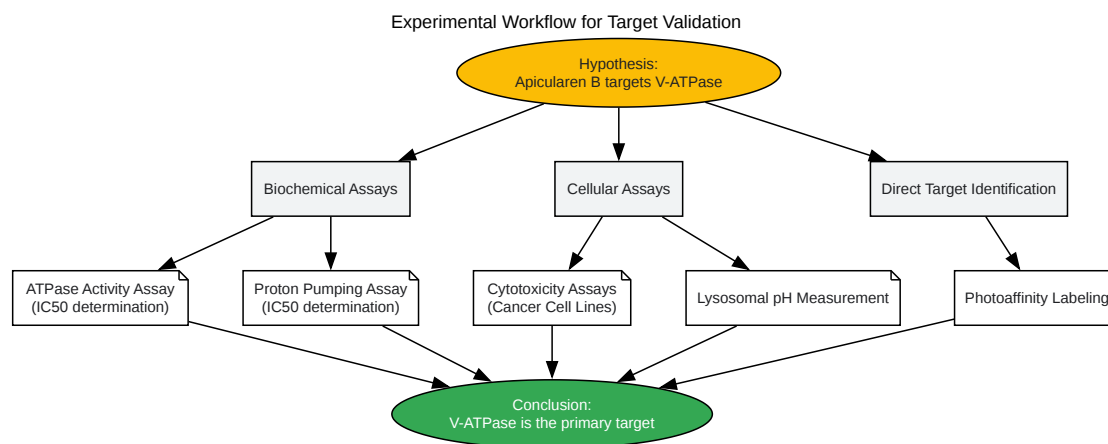 Experimental Workflow for Target Validation
Hypothesis:
Apicularen B targets V-ATPase
Biochemical Assays
Cellular Assays
Direct Target Identification
ATPase Activity Assay
(IC50 determination)
Proton Pumping Assay
(IC50 determination)
Cytotoxicity Assays
(Cancer Cell Lines)
Lysosomal pH Measurement
Photoaffinity Labeling
Conclusion:
V-ATPase is the primary target